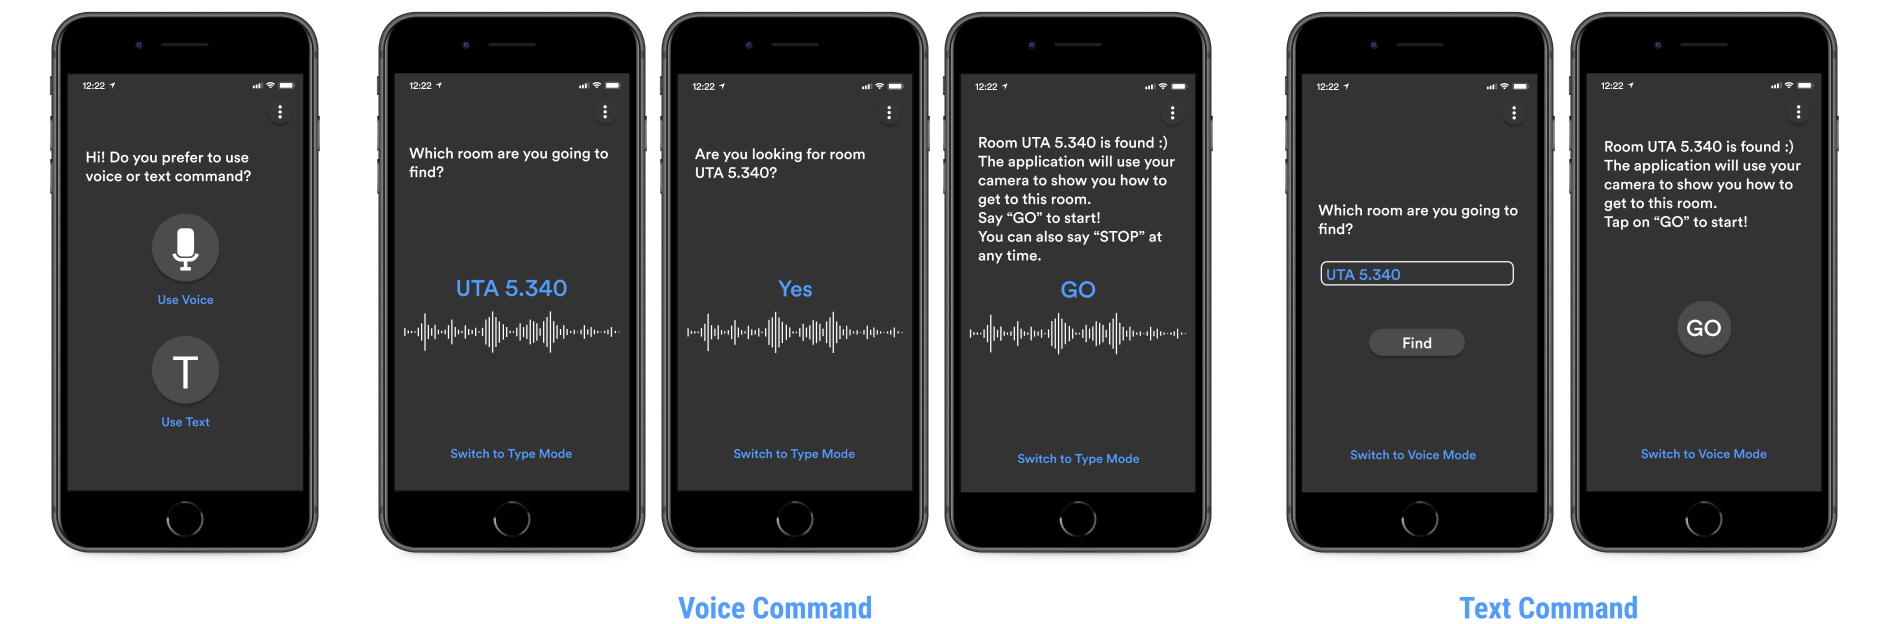 12:22
Hi! Do you prefer to use
voice or text command?
Use Voice
T
Use Text
12:22
Which room are you going to
find?
UTA 5.340
Switch to Type Mode
12:22
Are you looking for room
UTA 5.340?
Yes
Switch to Type Mode
12:22
Room UTA 5.340 is found :)
The application will use your
camera to show you how to
get to this room.
Say “GO” to start!
You can also say “STOP” at
any time.
GO
Switch to Type Mode
Voice Command
12:22
Which room are you going to
find?
UTA 5.340
Find
Switch to Voice Mode
12:22
Room UTA 5.340 is found :)
The application will use your
camera to show you how to
get to this room.
Tap on “GO” to start!
GO
Switch to Voice Mode
Text Command